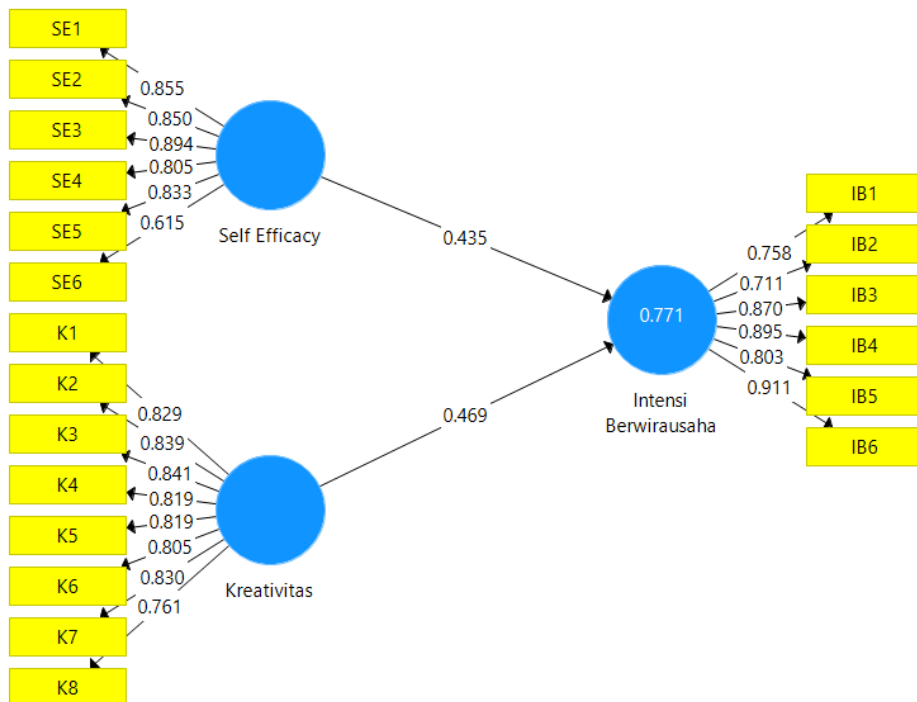 SE1
SE2
SE3
SE4
SE5
SE6
0.855
0.850
0.894
0.805
0.833
0.615
Self Efficacy
K1
K2
K3
K4
K5
K6
K7
K8
0.829
0.839
0.841
0.819
0.819
0.805
0.830
0.761
Kreativitas
0.435
0.469
0.771
Intensi
Berwirausaha
0.758
0.711
0.870
0.895
0.803
0.911
IB1
IB2
IB3
IB4
IB5
IB6